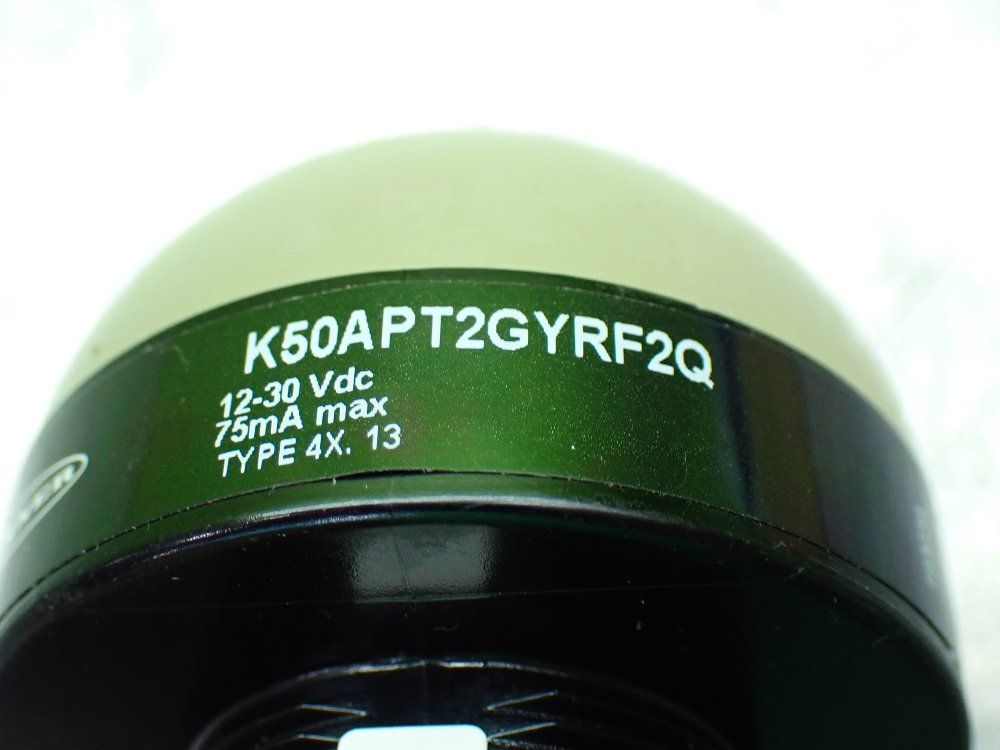 K50APT2GYRF2Q
12-30 Vdc
75mA max
TYPE 4X. 13